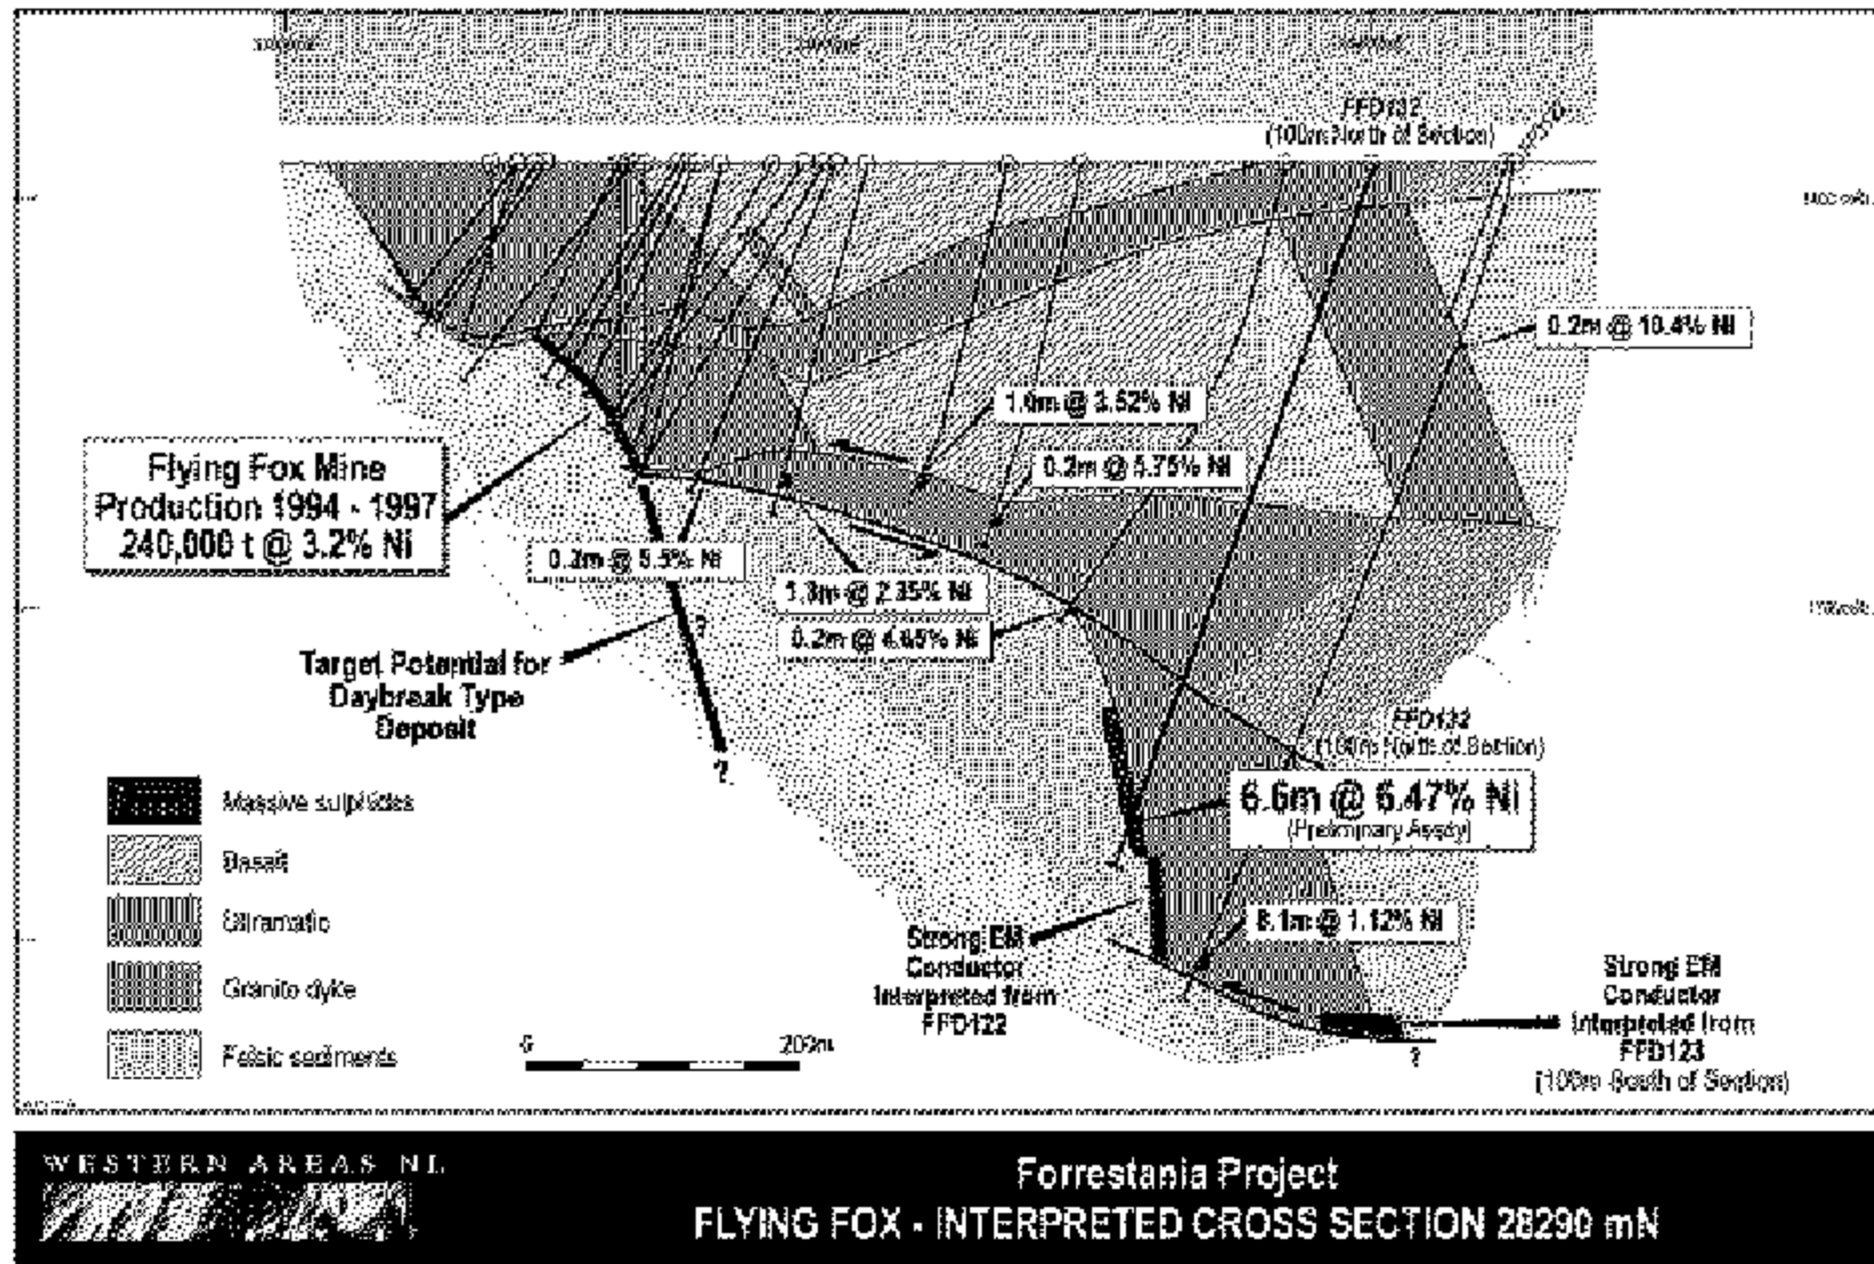 FFD132
(100m North of Section)
0.2m @ 10.4% Ni
1.0m @ 3.52% Ni
0.2m @ 5.75% Ni
Flying Fox Mine
Production 1994 - 1997
240,000 t @ 3.2% Ni
0.2m @ 5.5% Ni
1.3m @ 2.35% Ni
0.2m @ 4.65% Ni
?
Target Potential for
Daybreak Type
Deposit
?
(100m North of Section)
6.6m @ 6.47% Ni
(Preliminary Assay)
Massive sulphides
Basalt
Ultramafic
Granite dyke
Felsic sediments
8.1m @ 1.12% Ni
Strong EM
Conductor
Interpreted from
FFD122
Strong EM
Conductor
Interpreted from
FFD123
(100m South of Section)
?
0 200m
WESTERN AREAS NL
Forrestania Project
FLYING FOX - INTERPRETED CROSS SECTION 28290 mN